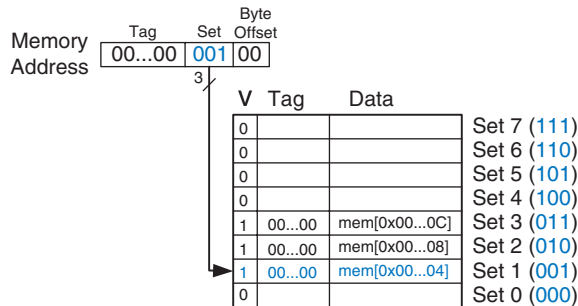 Byte
Tag Set Offset
Memory Address 00...00 001 00
3
V Tag Data
0 Set 7 (111)
0 Set 6 (110)
0 Set 5 (101)
0 Set 4 (100)
1 00...00 mem[0x00...0C] Set 3 (011)
1 00...00 mem[0x00...08] Set 2 (010)
1 00...00 mem[0x00...04] Set 1 (001)
0 Set 0 (000)